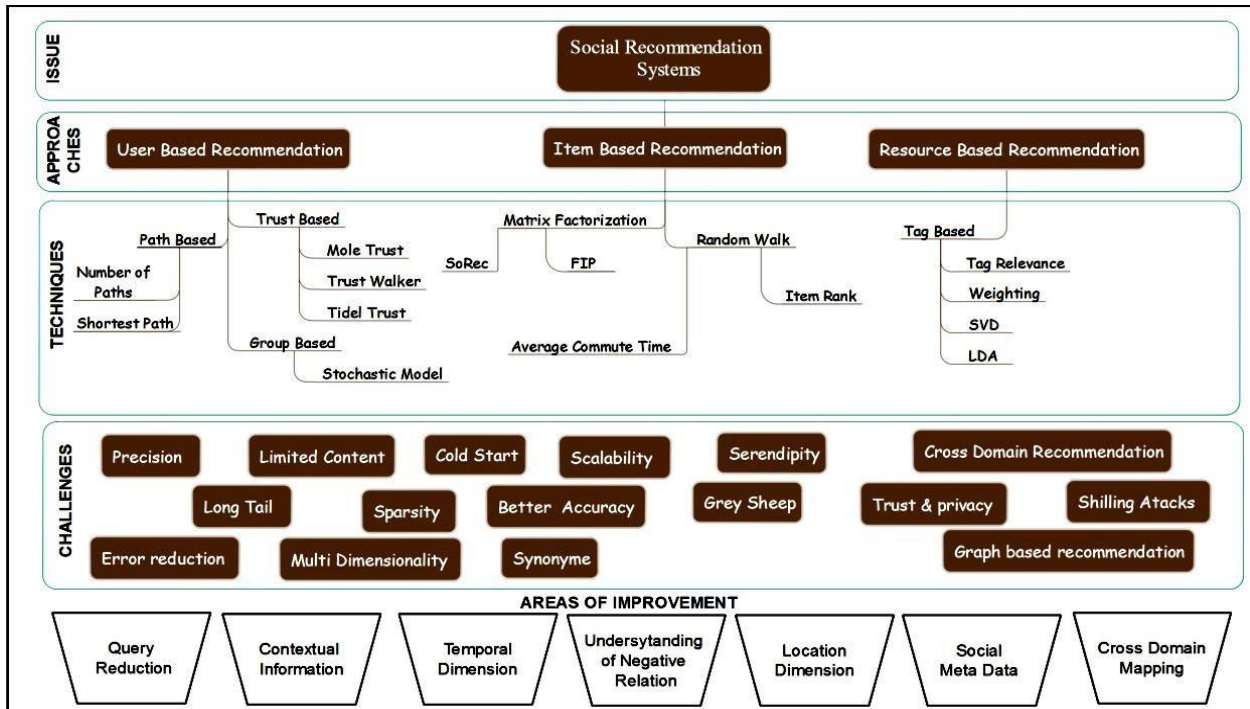 ISSUE
Social Recommendation
Systems
APPROA
CHES
User Based Recommendation
Item Based Recommendation
Resource Based Recommendation
TECHNIQUES
Path Based
Number of
Paths
Shortest Path
Trust Based
Mole Trust
Trust Walker
Tidel Trust
Group Based
Stochastic Model
Matrix Factorization
SoRec
FIP
Random Walk
Item Rank
Average Commute Time
Tag Based
Tag Relevance
Weighting
SVD
LDA
CHALLENGES
Precision
Limited Content
Cold Start
Scalability
Serendipity
Cross Domain Recommendation
Long Tail
Sparsity
Better Accuracy
Grey Sheep
Trust & privacy
Shilling Atacks
Error reduction
Multi Dimensionality
Synonyme
Graph based recommendation
AREAS OF IMPROVEMENT
Query
Reduction
Contextual
Information
Temporal
Dimension
Undersytanding
of Negative
Relation
Location
Dimension
Social
Meta Data
Cross Domain
Mapping